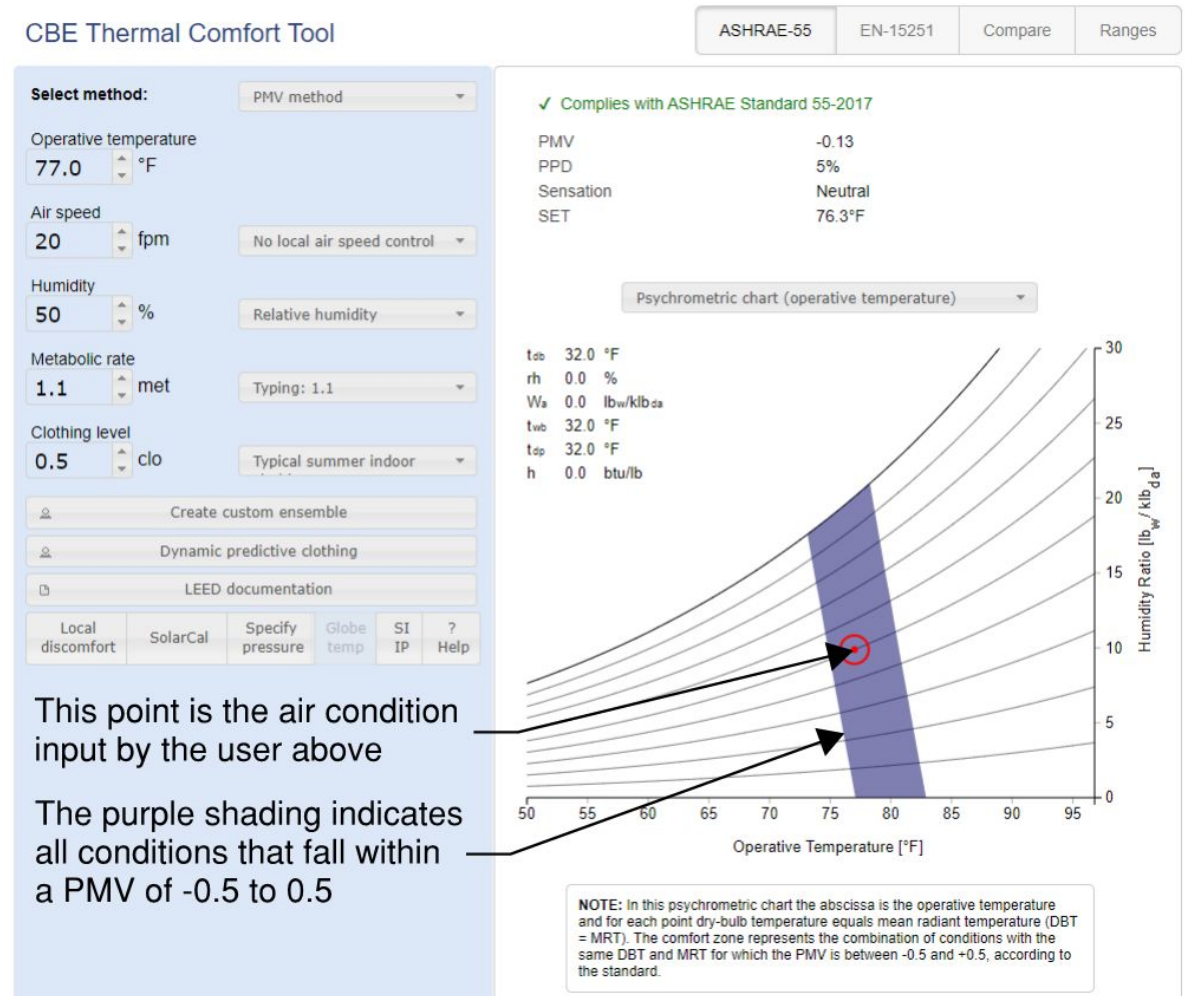 CBE Thermal Comfort Tool
ASHRAE-55 EN-15251 Compare Ranges
Select method: PMV method
Operative temperature
77.0 °F
Air speed
20 fpm No local air speed control
Humidity
50 % Relative humidity
Metabolic rate
1.1 met Typing: 1.1
Clothing level
0.5 clo Typical summer indoor
Create custom ensemble
Dynamic predictive clothing
LEED documentation
Local discomfort SolarCal Specify pressure Globe temp SI IP ? Help
This point is the air condition
input by the user above
The purple shading indicates
all conditions that fall within
a PMV of -0.5 to 0.5
✓ Complies with ASHRAE Standard 55-2017
PMV -0.13
PPD 5%
Sensation Neutral
SET 76.3°F
Psychrometric chart (operative temperature)
tdb 32.0 °F
rh 0.0 %
Wa 0.0 lbw/klbda
twb 32.0 °F
tdp 32.0 °F
h 0.0 btu/lb
30
25
20
15
10
5
0
Humidity Ratio [lbw / klbda]
50 55 60 65 70 75 80 85 90 95
Operative Temperature [°F]
NOTE: In this psychrometric chart the abscissa is the operative temperature
and for each point dry-bulb temperature equals mean radiant temperature (DBT
= MRT). The comfort zone represents the combination of conditions with the
same DBT and MRT for which the PMV is between -0.5 and +0.5, according to
the standard.